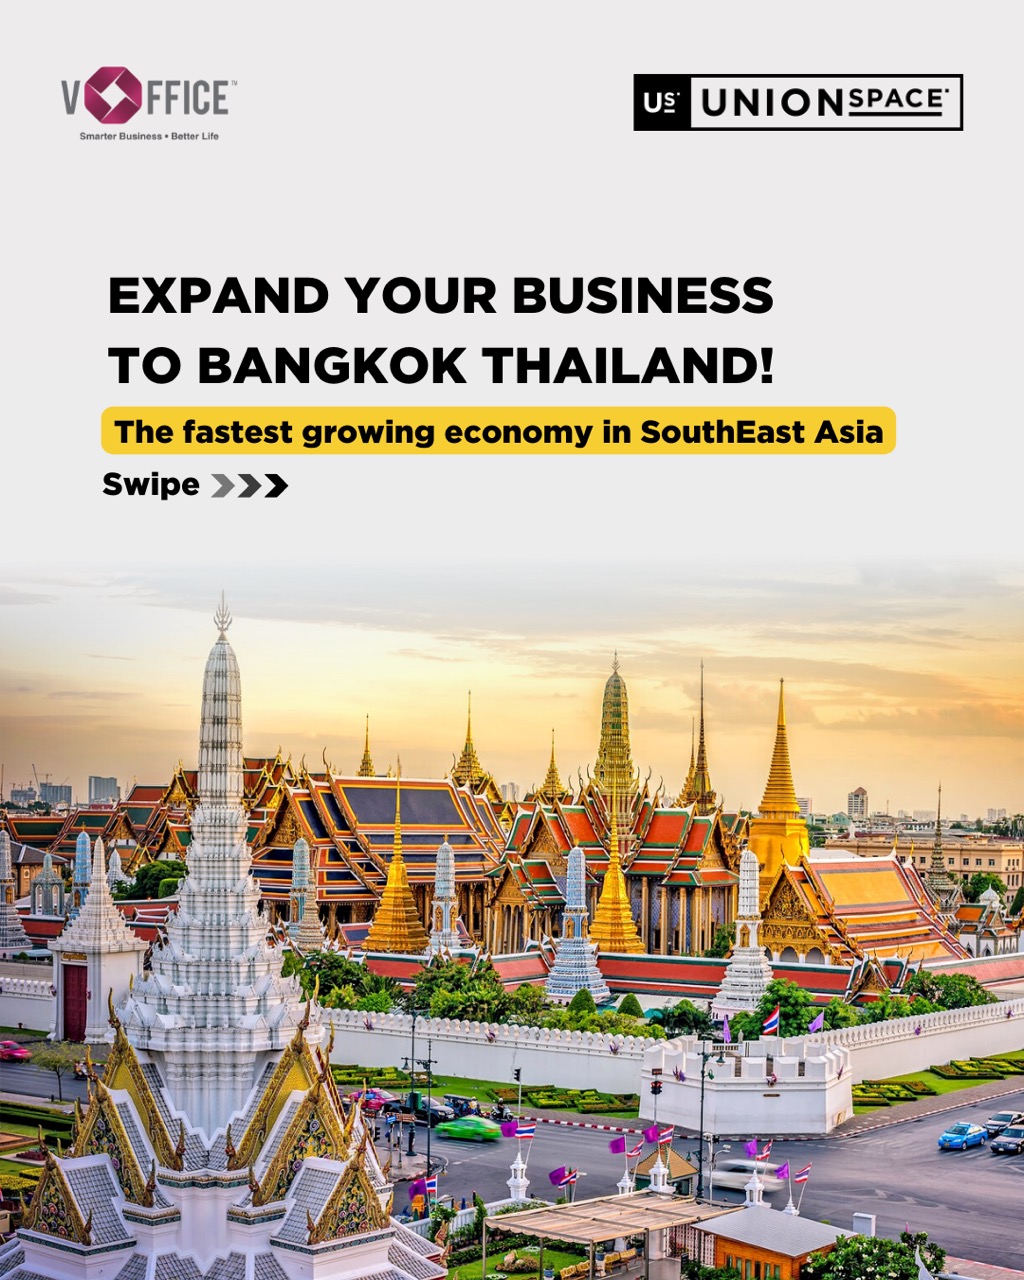 VOFFICE™
Smarter Business • Better Life
US UNIONSPACE
EXPAND YOUR BUSINESS
TO BANGKOK THAILAND!
The fastest growing economy in SouthEast Asia
Swipe